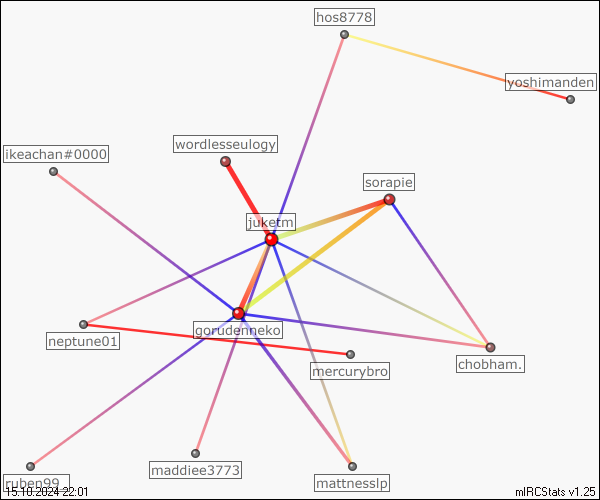 hos8778
yoshimanden
wordlesseulogy
ikeachan#0000
sorapie
juketm
gorudenneko
neptune01
chobham.
mercurybro
maddiee3773
mattnesslp
ruben99_
15.10.2024 22:01
mIRCStats v1.25